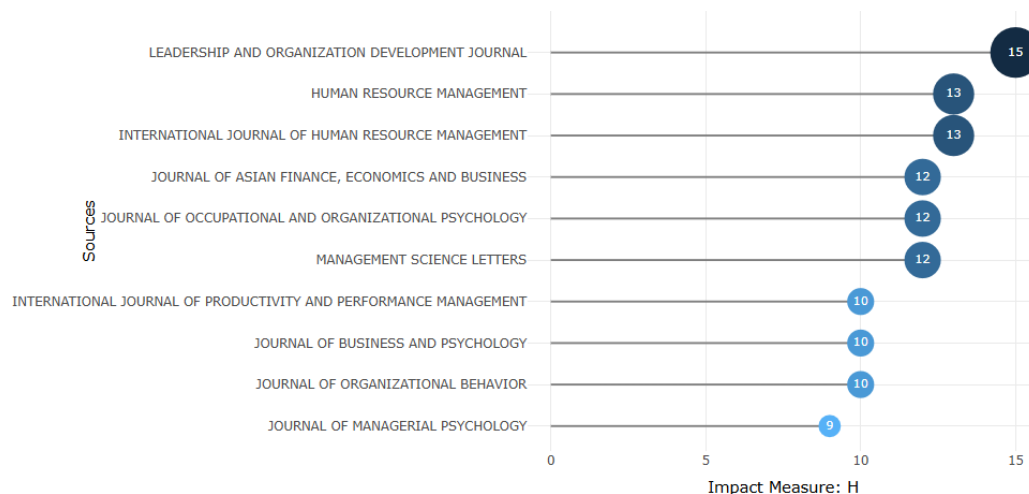 LEADERSHIP AND ORGANIZATION DEVELOPMENT JOURNAL 15
HUMAN RESOURCE MANAGEMENT 13
INTERNATIONAL JOURNAL OF HUMAN RESOURCE MANAGEMENT 13
JOURNAL OF ASIAN FINANCE, ECONOMICS AND BUSINESS 12
Sources
JOURNAL OF OCCUPATIONAL AND ORGANIZATIONAL PSYCHOLOGY 12
MANAGEMENT SCIENCE LETTERS 12
INTERNATIONAL JOURNAL OF PRODUCTIVITY AND PERFORMANCE MANAGEMENT 10
JOURNAL OF BUSINESS AND PSYCHOLOGY 10
JOURNAL OF ORGANIZATIONAL BEHAVIOR 10
JOURNAL OF MANAGERIAL PSYCHOLOGY 9
0 5 10 15
Impact Measure: H